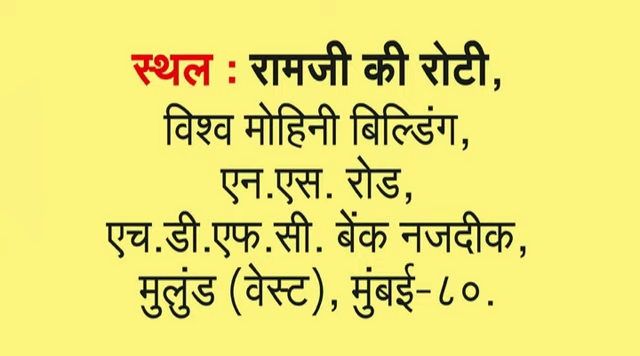 स्थल : रामजी की रोटी,
विश्व मोहिनी बिल्डिंग,
एन.एस. रोड,
एच.डी.एफ.सी. बेंक नजदीक,
मुलुंड (वेस्ट), मुंबई-८०.